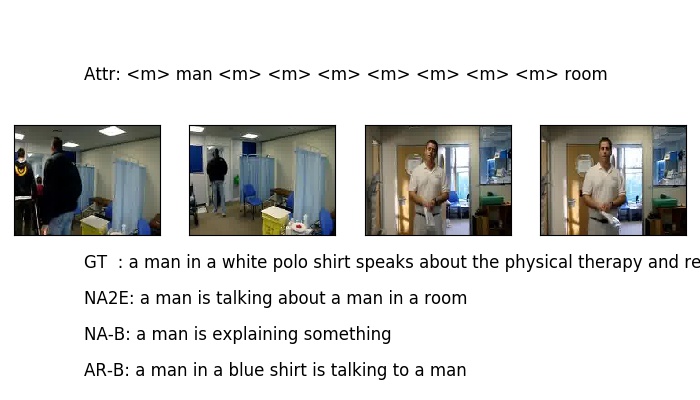 Attr: <m> man <m> <m> <m> <m> <m> <m> <m> room
GT : a man in a white polo shirt speaks about the physical therapy and re
NA2E: a man is talking about a man in a room
NA-B: a man is explaining something
AR-B: a man in a blue shirt is talking to a man